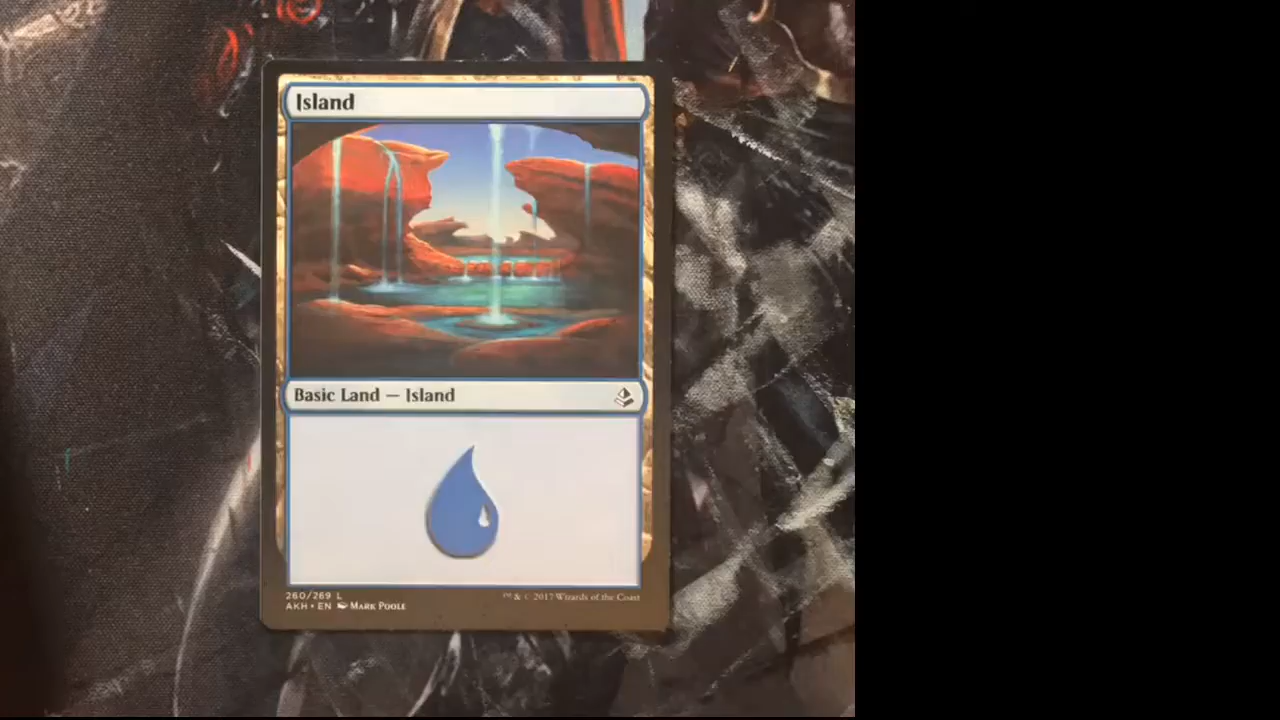 Island
Basic Land — Island
260/269 L
AKH • EN Mark Poole
™ & © 2017 Wizards of the Coast